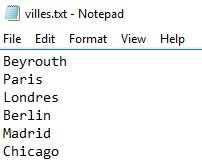 villes.txt - Notepad
File Edit Format View Help
Beyrouth
Paris
Londres
Berlin
Madrid
Chicago